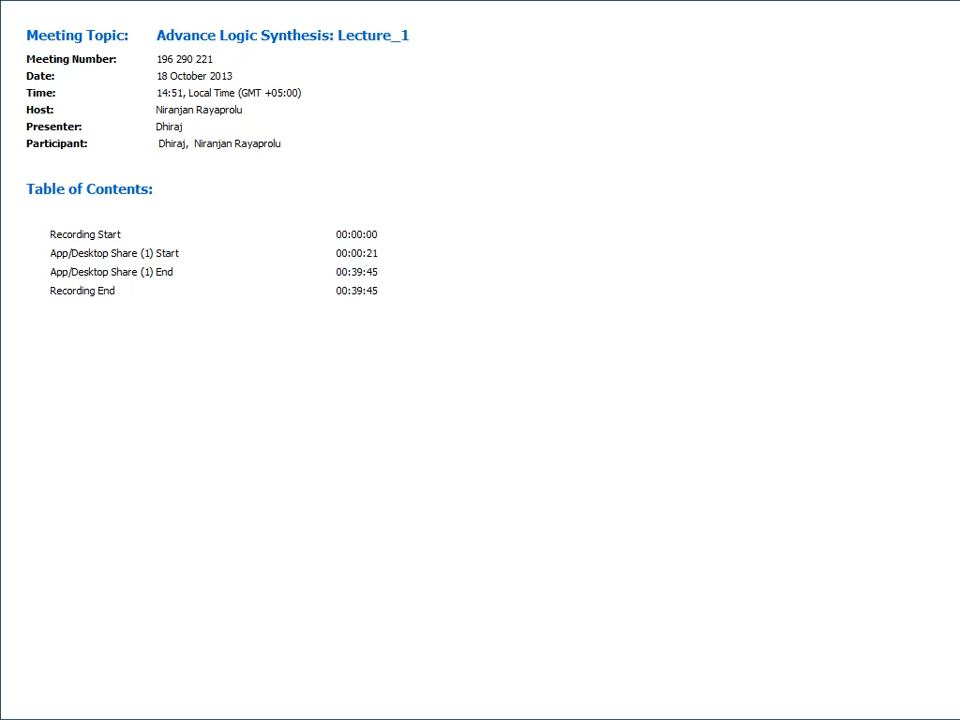 Meeting Topic: Advance Logic Synthesis: Lecture_1
Meeting Number: 196 290 221
Date: 18 October 2013
Time: 14:51, Local Time (GMT +05:00)
Host: Niranjan Rayaprolu
Presenter: Dhiraj
Participant: Dhiraj, Niranjan Rayaprolu
Table of Contents:
Recording Start 00:00:00
App/Desktop Share (1) Start 00:00:21
App/Desktop Share (1) End 00:39:45
Recording End 00:39:45